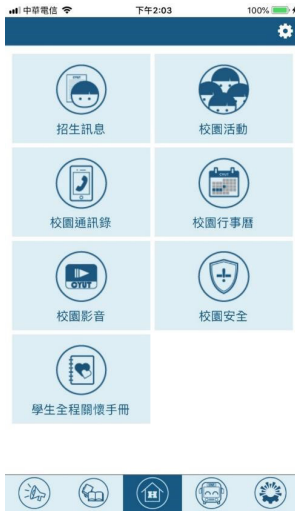 中華電信 下午2:03 100%
招生訊息 校園活動
校園通訊錄 校園行事曆
CYUT
校園影音 校園安全
學生全程關懷手冊
H